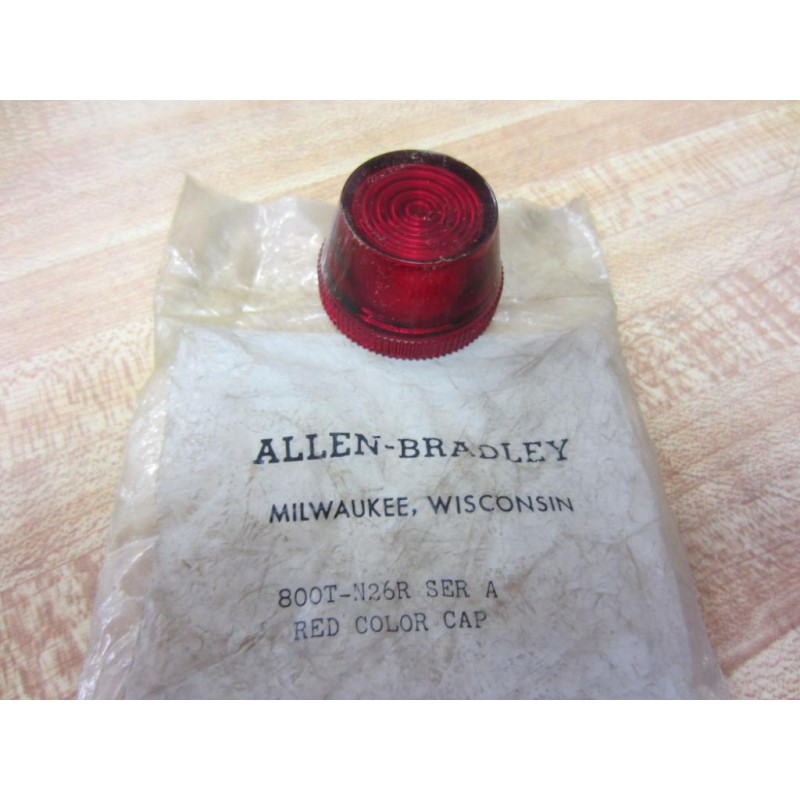 ALLEN-BRADLEY
MILWAUKEE, WISCONSIN
800T-N26R SER A
RED COLOR CAP